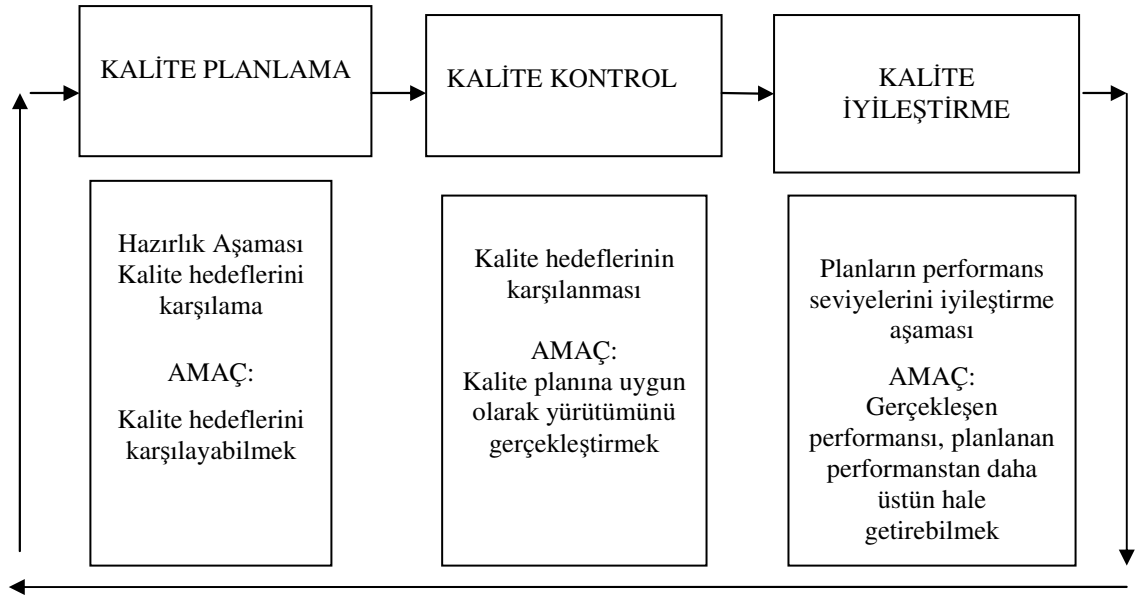 KALİTE PLANLAMA
KALİTE KONTROL
KALİTE
İYİLEŞTİRME
Hazırlık Aşaması
Kalite hedeflerini
karşılama
AMAÇ:
Kalite hedeflerini
karşılayabilmek
Kalite hedeflerinin
karşılanması
AMAÇ:
Kalite planına uygun
olarak yürütümünü
gerçekleştirmek
Planların performans
seviyelerini iyileştirme
aşaması
AMAÇ:
Gerçekleşen
performansı, planlanan
performanstan daha
üstün hale
getirebilmek